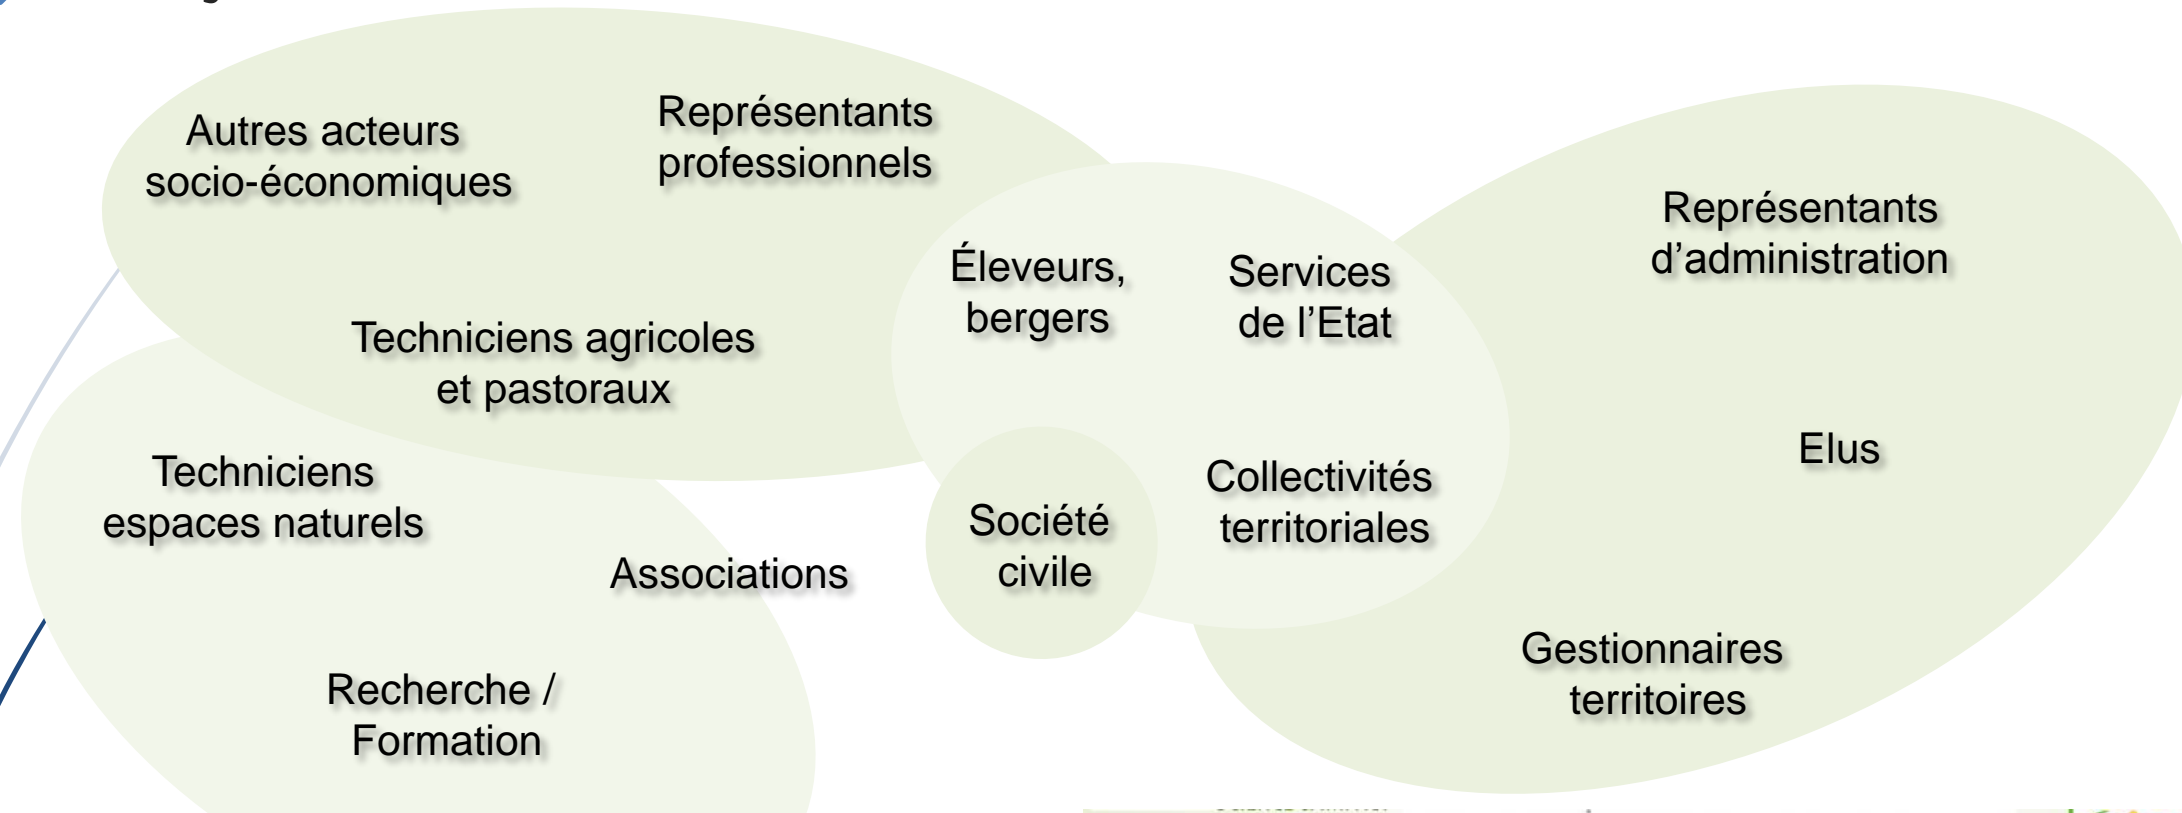 Autres acteurs
socio-économiques
Représentants
professionnels
Techniciens agricoles
et pastoraux
Éleveurs,
bergers
Services
de l'Etat
Représentants
d'administration
Elus
Techniciens
espaces naturels
Associations
Société
civile
Collectivités
territoriales
Recherche /
Formation
Gestionnaires
territoires